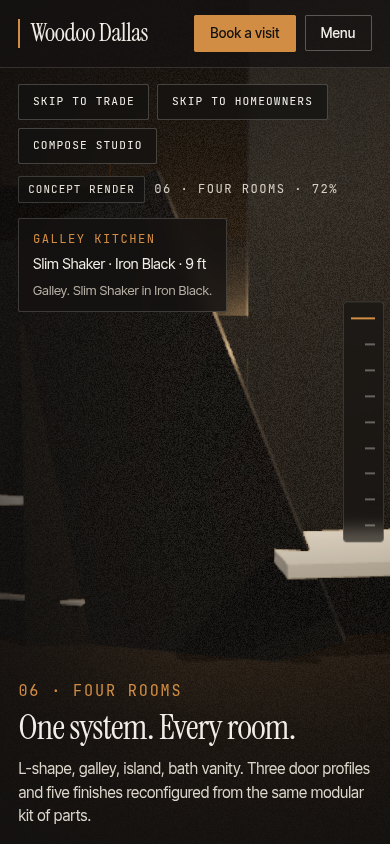 Woodoo Dallas
Book a visit
Menu
SKIP TO TRADE
SKIP TO HOMEOWNERS
COMPOSE STUDIO
CONCEPT RENDER
06 · FOUR ROOMS · 72%
GALLEY KITCHEN
Slim Shaker · Iron Black · 9 ft
Galley. Slim Shaker in Iron Black.
06 · FOUR ROOMS
One system. Every room.
L-shape, galley, island, bath vanity. Three door profiles
and five finishes reconfigured from the same modular
kit of parts.